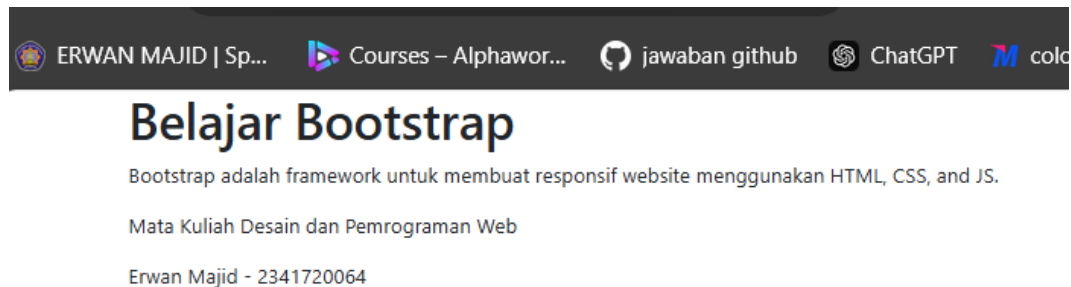 ERWAN MAJID | Sp... Courses – Alphawor... jawaban github ChatGPT colo
Belajar Bootstrap
Bootstrap adalah framework untuk membuat responsif website menggunakan HTML, CSS, and JS.
Mata Kuliah Desain dan Pemrograman Web
Erwan Majid - 2341720064